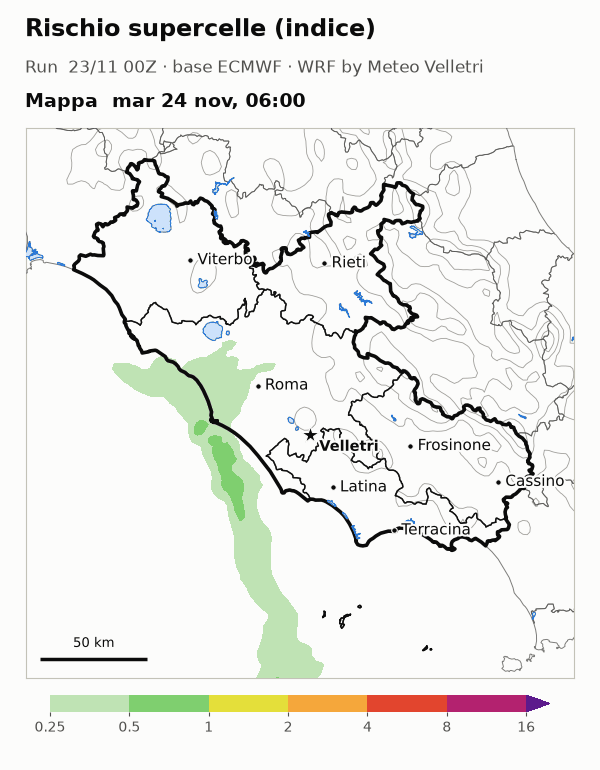 Rischio supercelle (indice)
Run  23/11 00Z · base ECMWF · WRF by Meteo Velletri
Mappa  mar 24 nov, 06:00
Viterbo
Rieti
Roma
Velletri
Frosinone
Cassino
Latina
Terracina
50 km
0.25 0.5 1 2 4 8 16